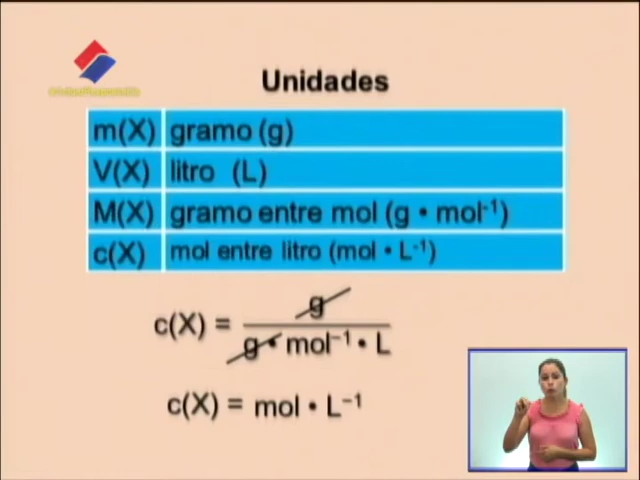 Unidades
m(X) gramo (g)
V(X) litro (L)
M(X) gramo entre mol (g • mol⁻¹)
c(X) mol entre litro (mol • L⁻¹)
c(X) = g / g • mol⁻¹ • L
c(X) = mol • L⁻¹